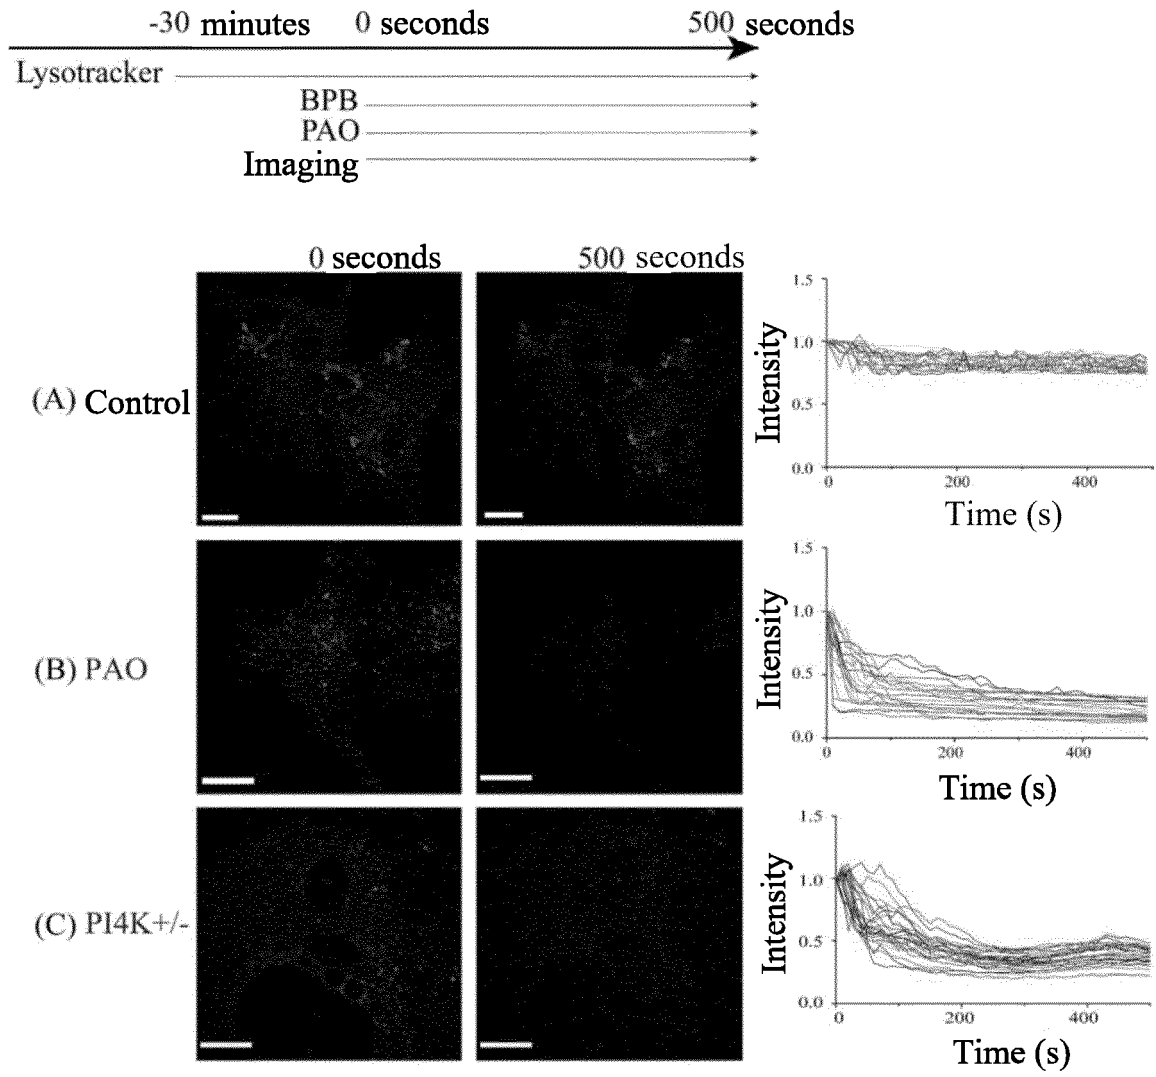 -30 minutes 0 seconds 500 seconds
Lysotracker
BPB
PAO
Imaging
0 seconds 500 seconds
(A) Control
Intensity
1.5
1.0
0.5
0.0
0 200 400
Time (s)
(B) PAO
Intensity
1.5
1.0
0.5
0.0
0 200 400
Time (s)
(C) PI4K+/-
Intensity
1.5
1.0
0.5
0.0
0 200 400
Time (s)